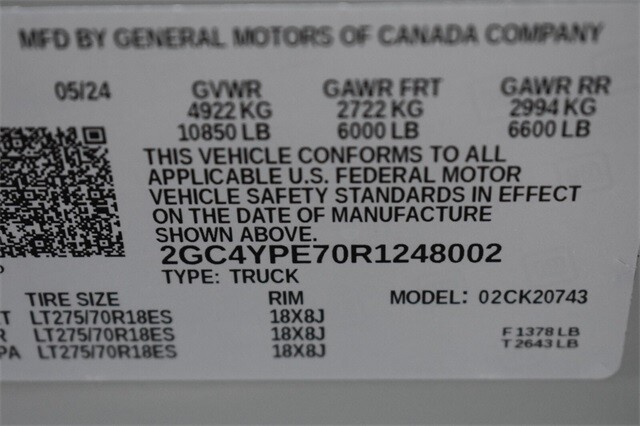 MFD BY GENERAL MOTORS OF CANADA COMPANY
05/24 GVWR GAWR FRT GAWR RR
4922 KG 2722 KG 2994 KG
10850 LB 6000 LB 6600 LB
THIS VEHICLE CONFORMS TO ALL
APPLICABLE U.S. FEDERAL MOTOR
VEHICLE SAFETY STANDARDS IN EFFECT
ON THE DATE OF MANUFACTURE
SHOWN ABOVE.
2GC4YPE70R1248002
TYPE: TRUCK
TIRE SIZE RIM MODEL: 02CK20743
T LT275/70R18ES 18X8J
R LT275/70R18ES 18X8J F 1378 LB
PA LT275/70R18ES 18X8J T 2643 LB